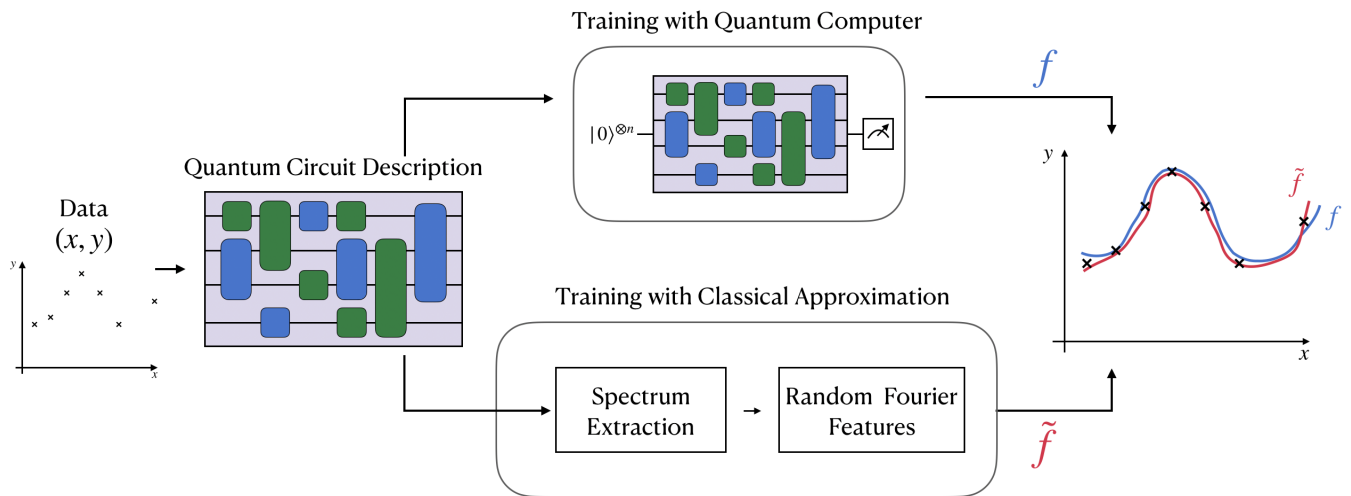 Training with Quantum Computer
f
|0⟩⊗n
Quantum Circuit Description
Data
(x, y)
y
x
y
f̃
f
x
Training with Classical Approximation
Spectrum
Extraction
Random Fourier
Features
f̃